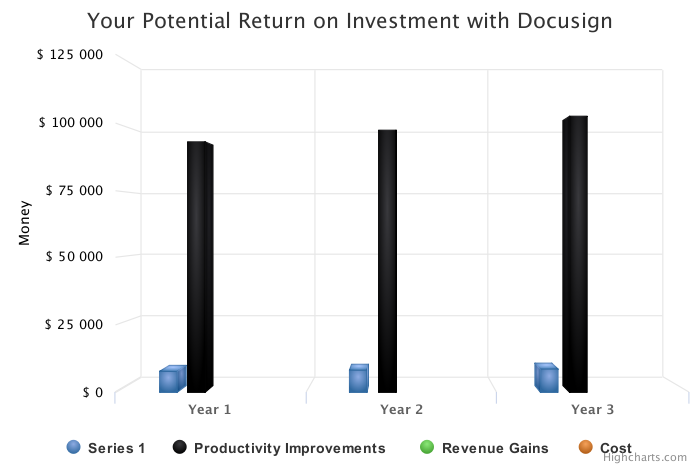 Your Potential Return on Investment with Docusign
$ 125 000
$ 100 000
$ 75 000
$ 50 000
$ 25 000
$ 0
Money
Year 1
Year 2
Year 3
Series 1
Productivity Improvements
Revenue Gains
Cost
Highcharts.com